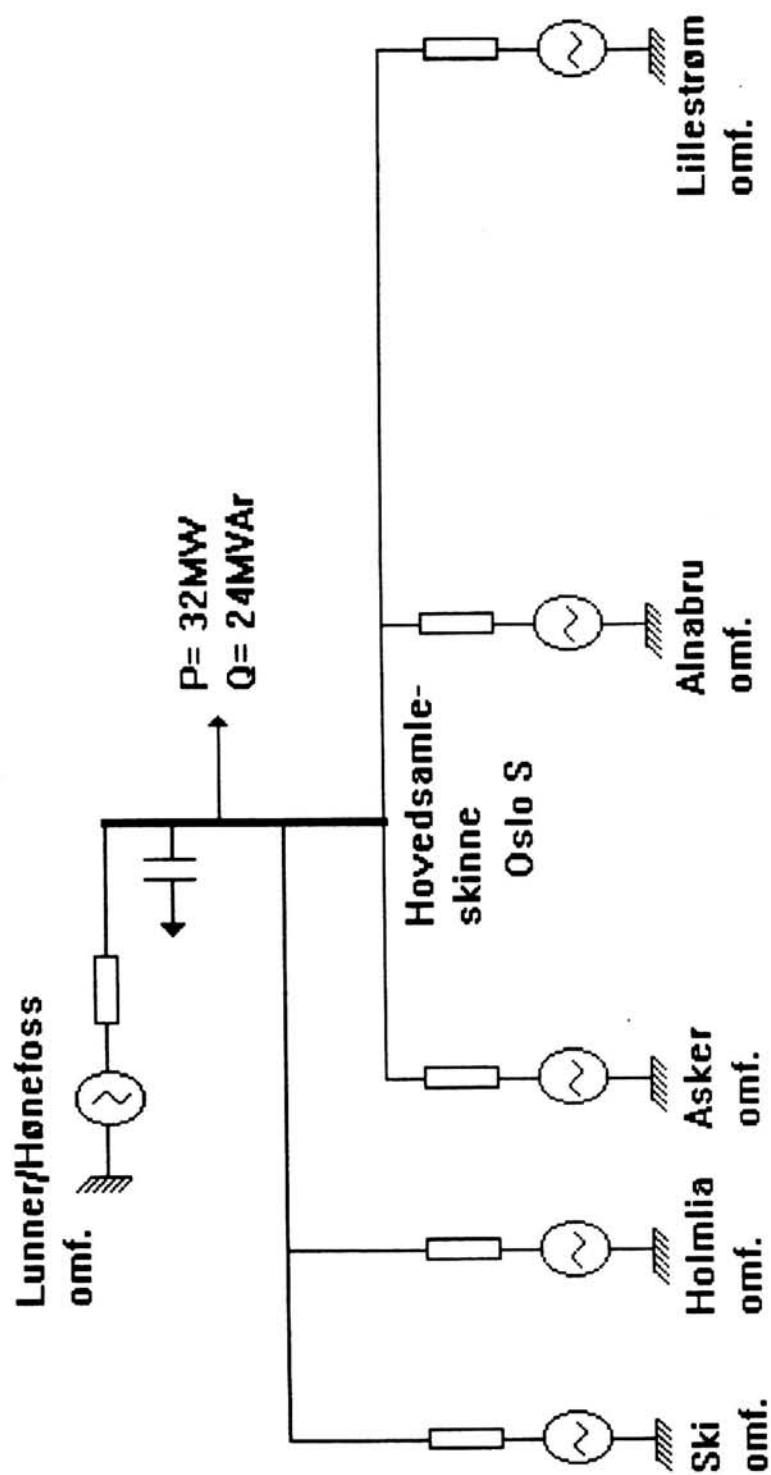 Lunner/Hønefoss
omf.
P= 32MW
Q= 24MVAr
Hovedsamle-
skinne
Oslo S
Ski
omf.
Holmlia
omf.
Asker
omf.
Alnabru
omf.
Lillestrøm
omf.